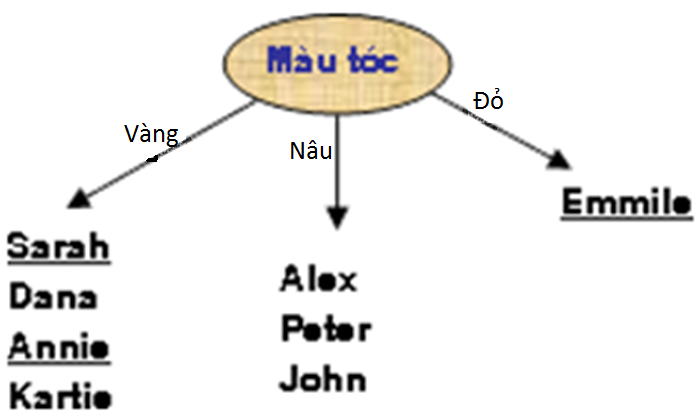 Màu tóc
Vàng
Nâu
Đỏ
Sarah
Dana
Annie
Kartie
Alex
Peter
John
Emmile